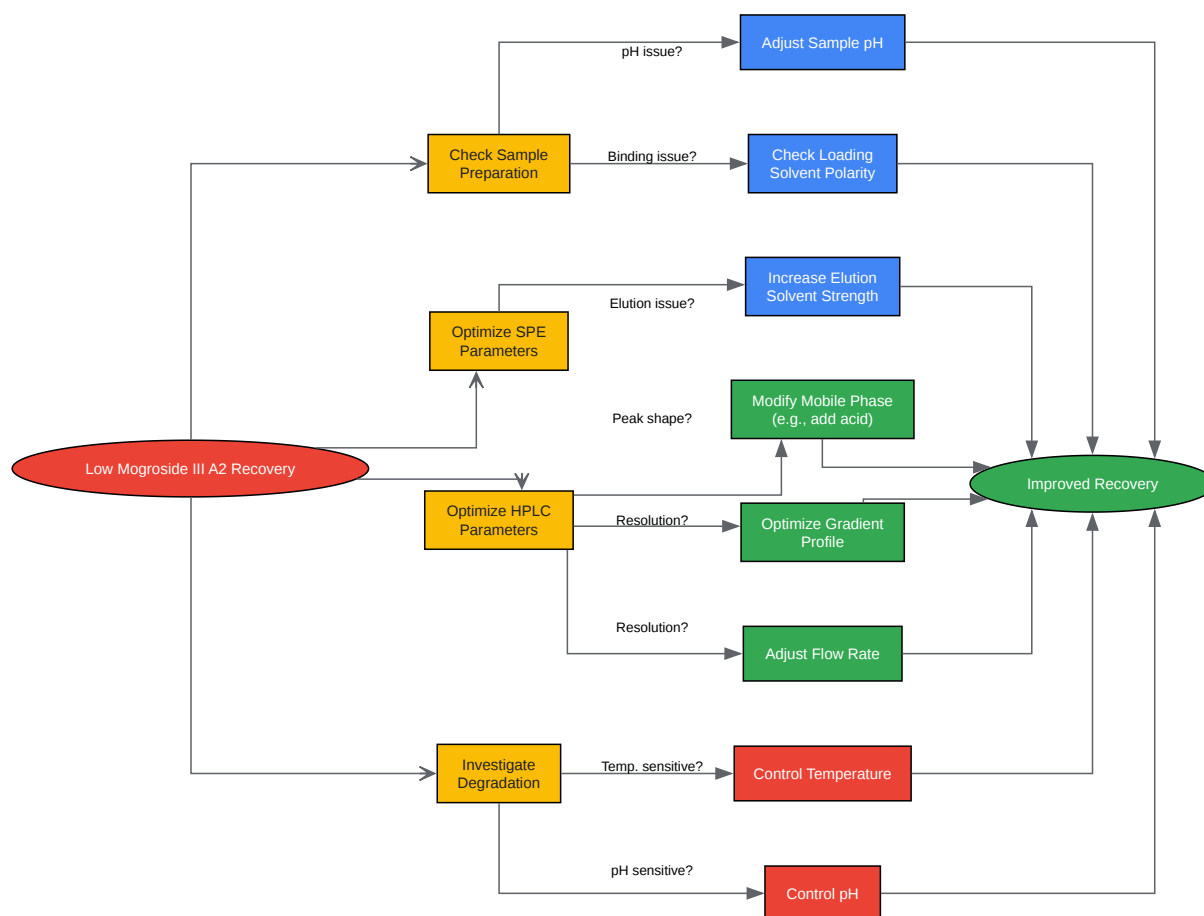 pH issue?
Adjust Sample pH
Check Sample
Preparation
Binding issue?
Check Loading
Solvent Polarity
Increase Elution
Solvent Strength
Elution issue?
Optimize SPE
Parameters
Peak shape?
Modify Mobile Phase
(e.g., add acid)
Low Mogroside III A2 Recovery
Improved Recovery
Optimize HPLC
Parameters
Resolution?
Optimize Gradient
Profile
Resolution?
Adjust Flow Rate
Investigate
Degradation
Temp. sensitive?
Control Temperature
pH sensitive?
Control pH